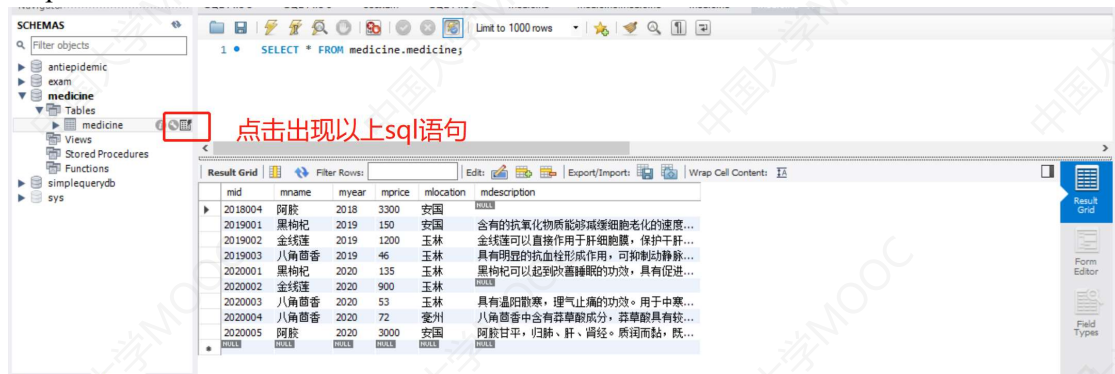 SCHEMAS
Filter objects
antiepidemic
exam
medicine
Tables
medicine
Views
Stored Procedures
Functions
simplequerydb
sys
Limit to 1000 rows
1 SELECT * FROM medicine.medicine;
点击出现以上sql语句
Result Grid Filter Rows: Edit: Export/Import: Wrap Cell Content:
mid mname myear mprice mlocation mdescription
2018004 阿胶 2018 3300 安国 NULL
2019001 黑枸杞 2019 150 安国 含有的抗氧化物质能够减缓细胞老化的速度...
2019002 金线莲 2019 1200 玉林 金线莲可以直接作用于肝细胞膜，保护干肝...
2019003 八角茴香 2019 46 玉林 具有明显的抗血栓形成作用，可抑制动静脉...
2020001 黑枸杞 2020 135 玉林 黑枸杞可以起到改善睡眠的功效，具有促进...
2020002 金线莲 2020 900 玉林 NULL
2020003 八角茴香 2020 53 玉林 具有温阳散寒，理气止痛的功效。用于中寒...
2020004 八角茴香 2020 72 亳州 八角茴香中含有莽草酸成分，莽草酸具有较...
2020005 阿胶 2020 3000 安国 阿胶甘平，归肺、肝、肾经。质润而黏，既...
NULL NULL NULL NULL NULL NULL
Result Grid
Form Editor
Field Types
中国大学MOOC